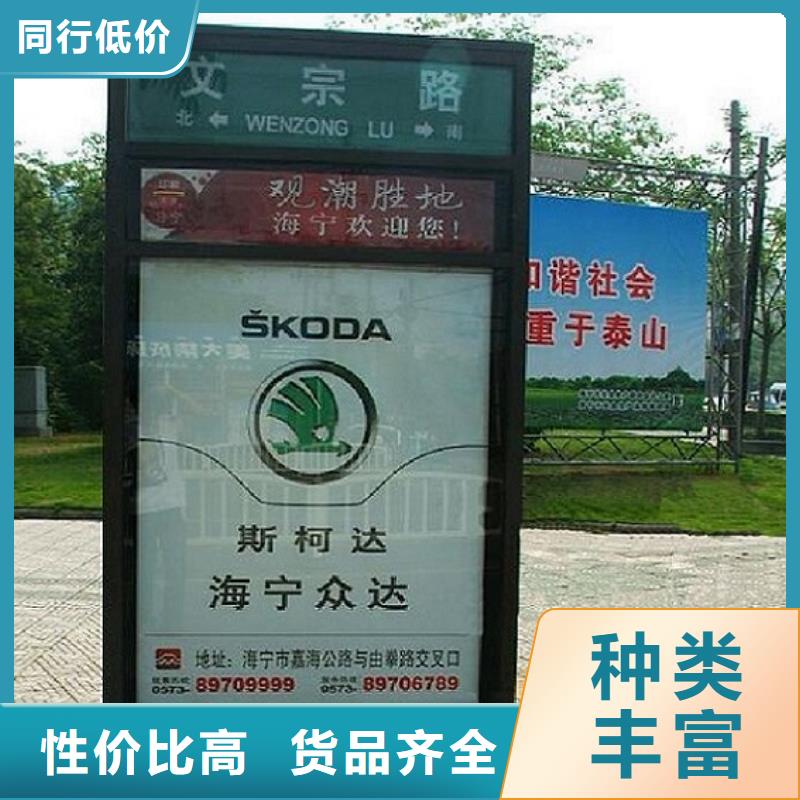 同行低价
文宗路
北 WENZONG LU 南
观潮胜地
海宁欢迎您!
ŠKODA
和谐社会
重于泰山
斯柯达
海宁众达
地址：海宁市嘉海公路与由拳路交叉口
0573-89709999 0573-89706789
种类
丰富
性价比高 货品齐全